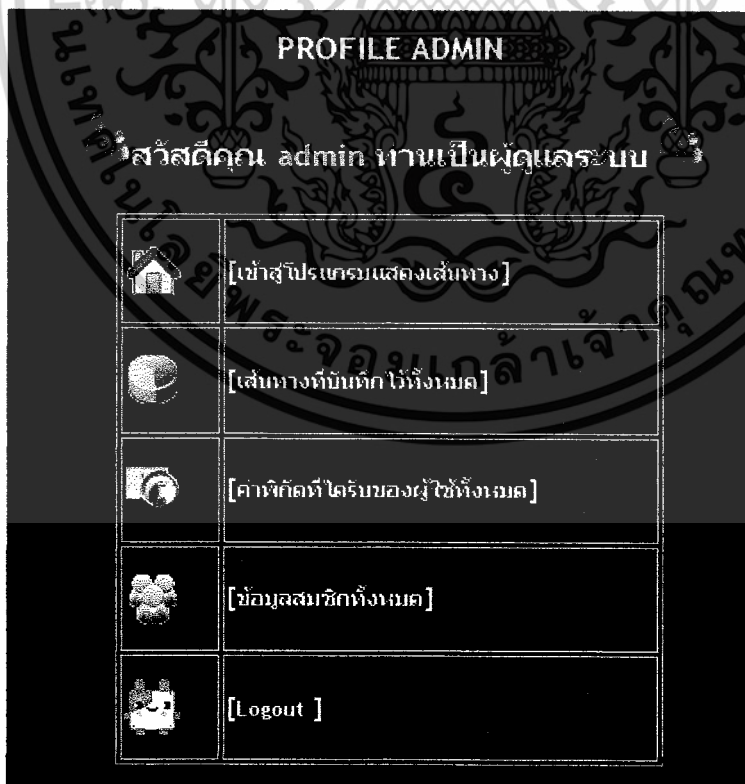 PROFILE ADMIN
สวัสดีคุณ admin ท่านเป็นผู้ดูแลระบบ
[เข้าสู่โปรแกรมแสดงเส้นทาง]
[เส้นทางที่บันทึกไว้ทั้งหมด]
[ค่าพิกัดที่ได้รับของผู้ใช้ทั้งหมด]
[ข้อมูลสมาชิกทั้งหมด]
[Logout ]